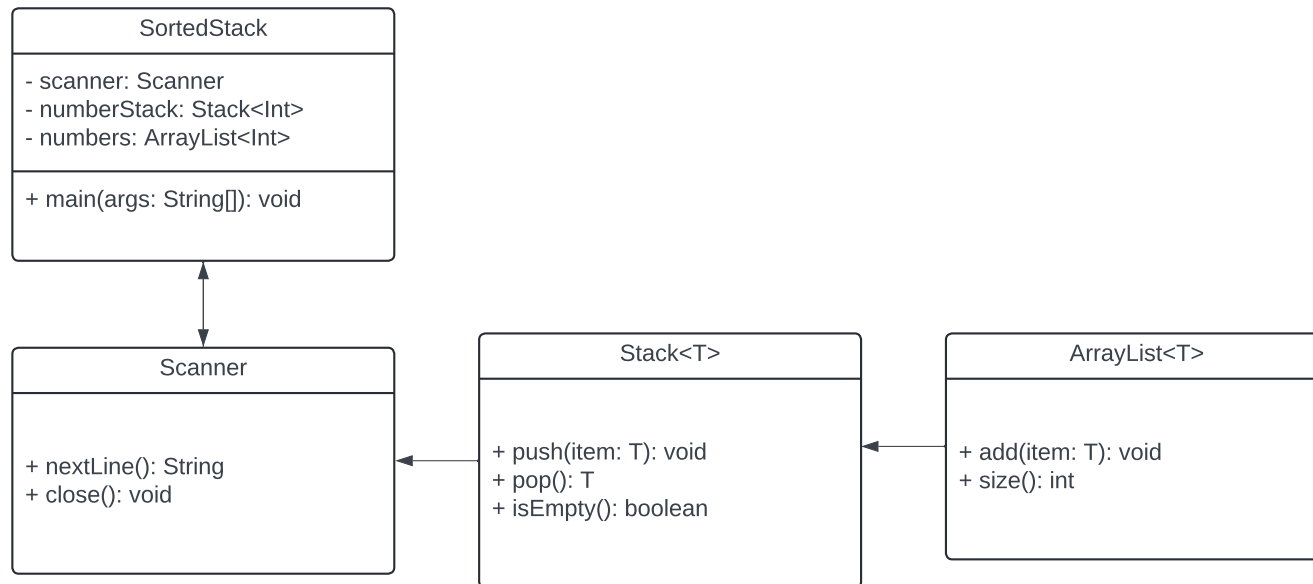 SortedStack
- scanner: Scanner
- numberStack: Stack<Int>
- numbers: ArrayList<Int>
+ main(args: String[]): void
Scanner
+ nextLine(): String
+ close(): void
Stack<T>
+ push(item: T): void
+ pop(): T
+ isEmpty(): boolean
ArrayList<T>
+ add(item: T): void
+ size(): int